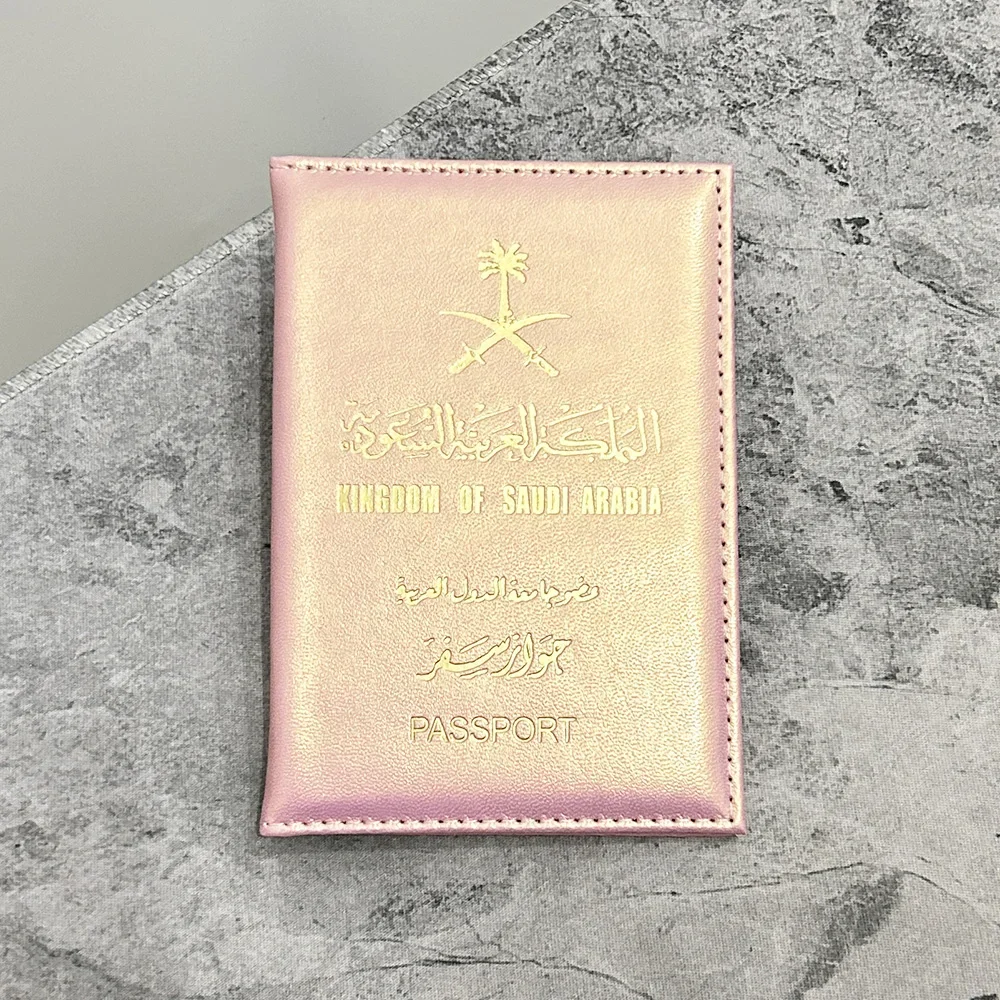 المملكة العربية السعودية
KINGDOM OF SAUDI ARABIA
عضو جامعة الدول العربية
جواز سفر
PASSPORT